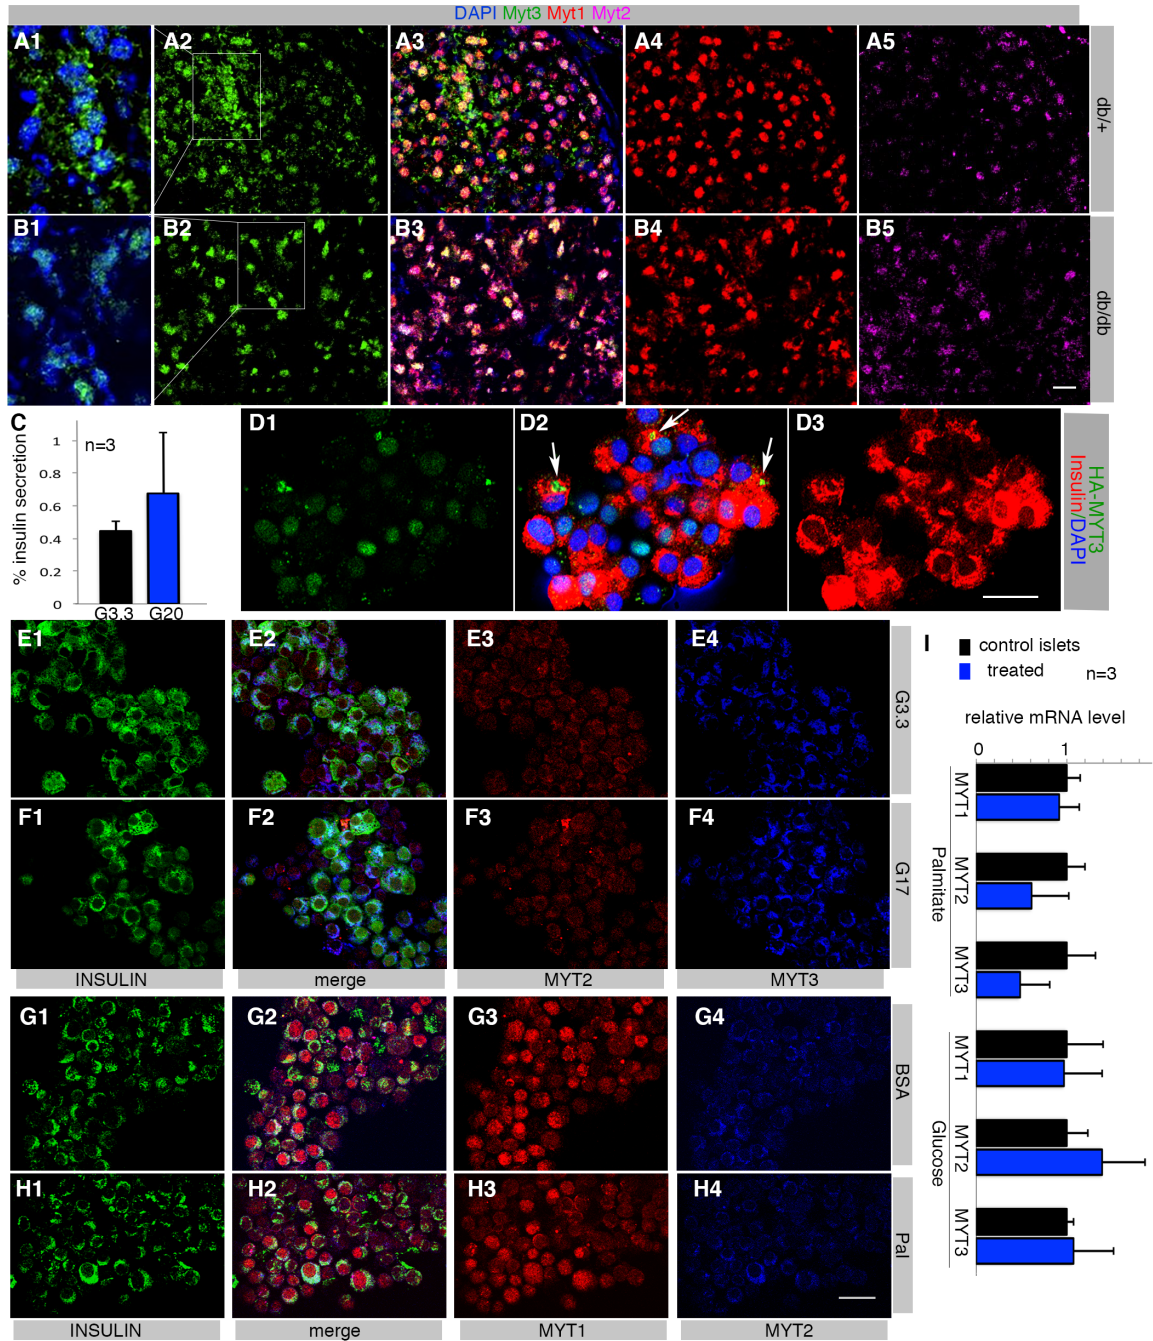 DAPI Myt3 Myt1 Myt2
A1 A2 A3 A4 A5
db/+
B1 B2 B3 B4 B5
db/db
C
n=3
% insulin secretion
1
0.8
0.6
0.4
0.2
0
G3.3 G20
D1 D2 D3
HA-MYT3
Insulin/DAPI
E1 E2 E3 E4
G3.3
F1 F2 F3 F4
G17
INSULIN merge MYT2 MYT3
G1 G2 G3 G4
BSA
H1 H2 H3 H4
Pal
INSULIN merge MYT1 MYT2
I
control islets
treated n=3
relative mRNA level
0 1
MYT1
MYT2
MYT3
Palmitate
MYT1
MYT2
MYT3
Glucose